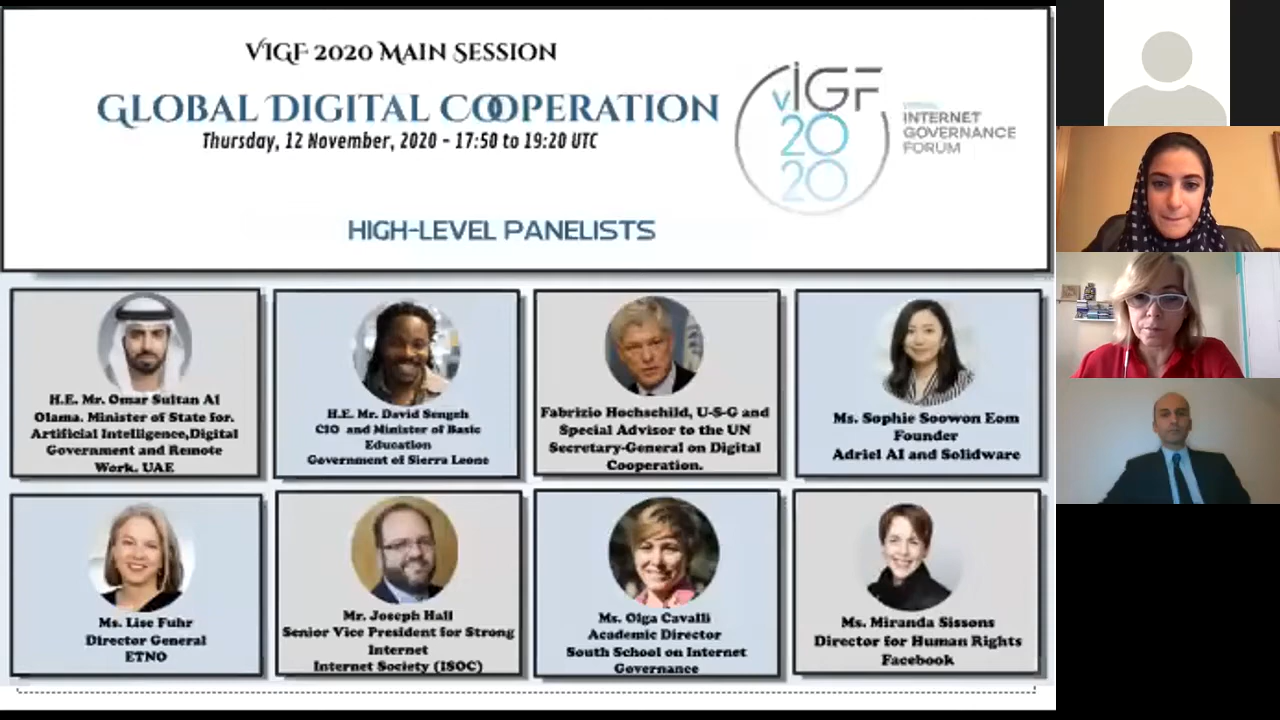 VIGF 2020 MAIN SESSION
GLOBAL DIGITAL COOPERATION
Thursday, 12 November, 2020 - 17:50 to 19:20 UTC
vIGF
2020
INTERNET
GOVERNANCE
FORUM
HIGH-LEVEL PANELISTS
H.E. Mr. Omar Sultan Al
Olama. Minister of State for.
Artificial Intelligence,Digital
Government and Remote
Work. UAE
H.E. Mr. David Sengeh
CIO and Minister of Basic
Education
Government of Sierra Leone
Fabrizio Hochschild, U-S-G and
Special Advisor to the UN
Secretary-General on Digital
Cooperation.
Ms. Sophie Soowon Eom
Founder
Adriel AI and Solidware
Ms. Lise Fuhr
Director General
ETNO
Mr. Joseph Hall
Senior Vice President for Strong
Internet
Internet Society (ISOC)
Ms. Olga Cavalli
Academic Director
South School on Internet
Governance
Ms. Miranda Sissons
Director for Human Rights
Facebook